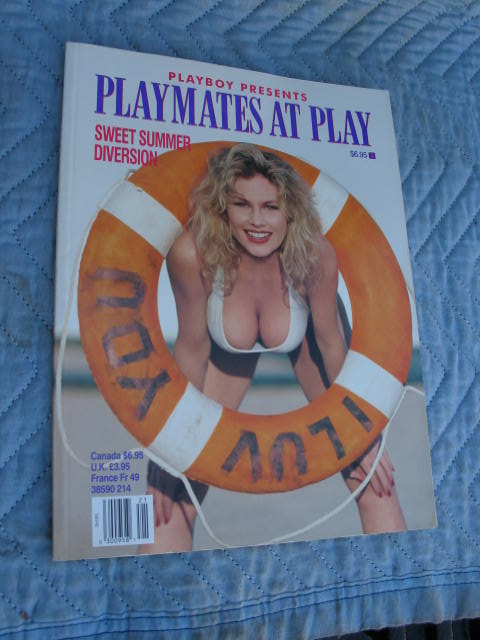 PLAYBOY PRESENTS
PLAYMATES AT PLAY
SWEET SUMMER
DIVERSION
$6.95
I LUV
YOU
Canada $6.95
U.K. £3.95
France Fr 49
38590 214
21